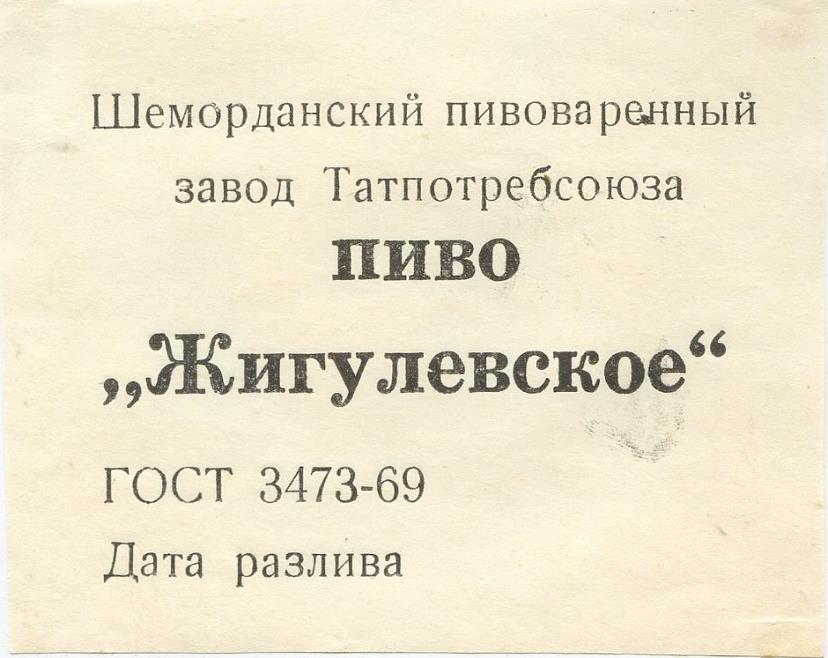 Шеморданский пивоваренный
завод Татпотребсоюза
пиво
„Жигулевское“
ГОСТ 3473-69
Дата разлива